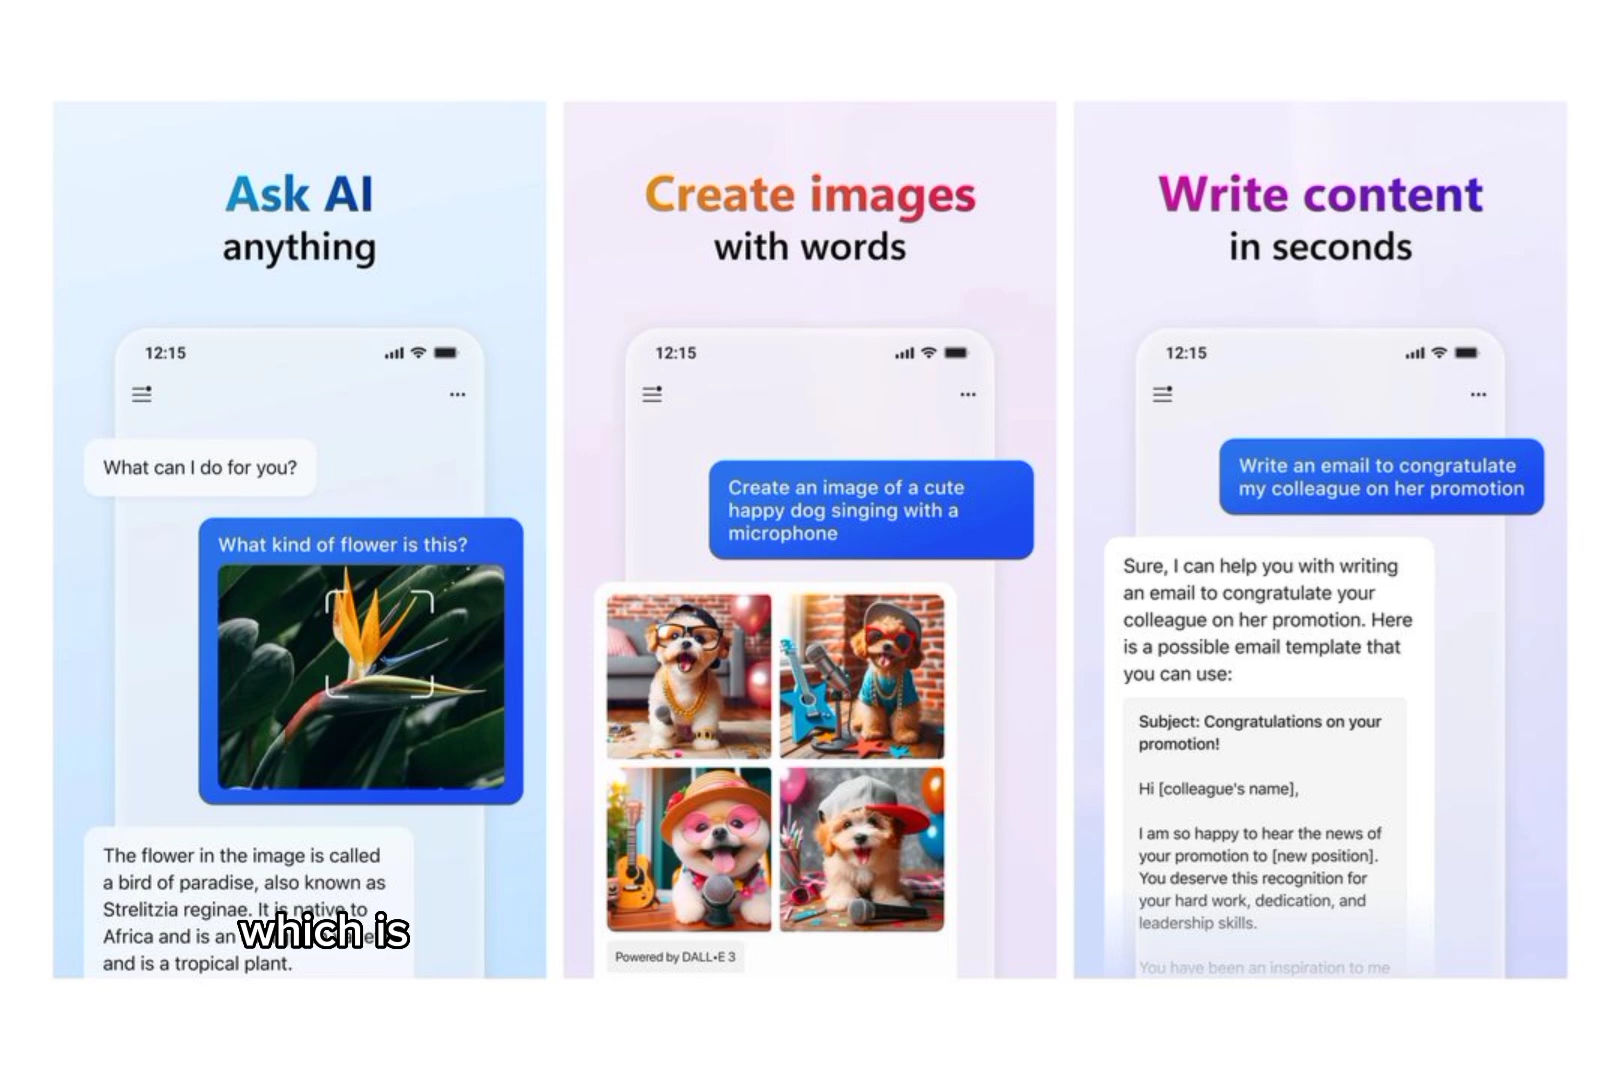 Ask AI
anything
12:15
What can I do for you?
What kind of flower is this?
The flower in the image is called
a bird of paradise, also known as
Strelitzia reginae. It is native to
Africa and is an
and is a tropical plant.
which is
Create images
with words
12:15
Create an image of a cute
happy dog singing with a
microphone
Powered by DALL•E 3
Write content
in seconds
12:15
Write an email to congratulate
my colleague on her promotion
Sure, I can help you with writing
an email to congratulate your
colleague on her promotion. Here
is a possible email template that
you can use:
Subject: Congratulations on your
promotion!
Hi [colleague's name],
I am so happy to hear the news of
your promotion to [new position].
You deserve this recognition for
your hard work, dedication, and
leadership skills.
You have been an inspiration to me